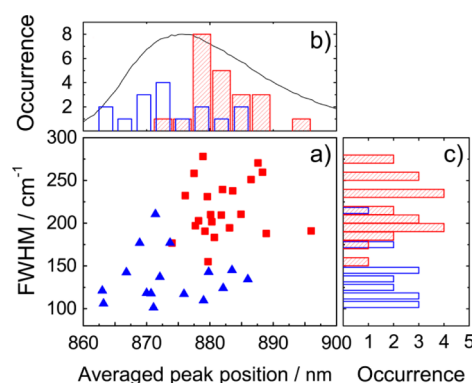 b)
Occurrence
8
6
4
2
a)
c)
FWHM / cm-1
300
250
200
150
100
860 870 880 890 900
0 1 2 3 4 5
Averaged peak position / nm
Occurrence